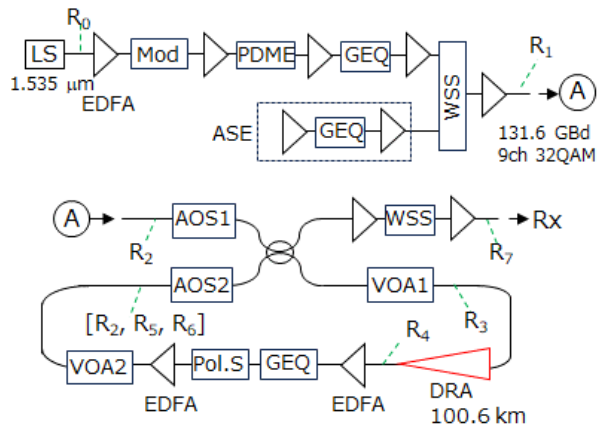 R0
LS
Mod
PDME
GEQ
WSS
R1
A
1.535 μm
EDFA
ASE
GEQ
131.6 GBd
9ch 32QAM
A
R2
AOS1
WSS
Rx
R7
AOS2
VOA1
[R2, R5, R6]
R4
R3
VOA2
Pol.S
GEQ
EDFA
EDFA
DRA
100.6 km